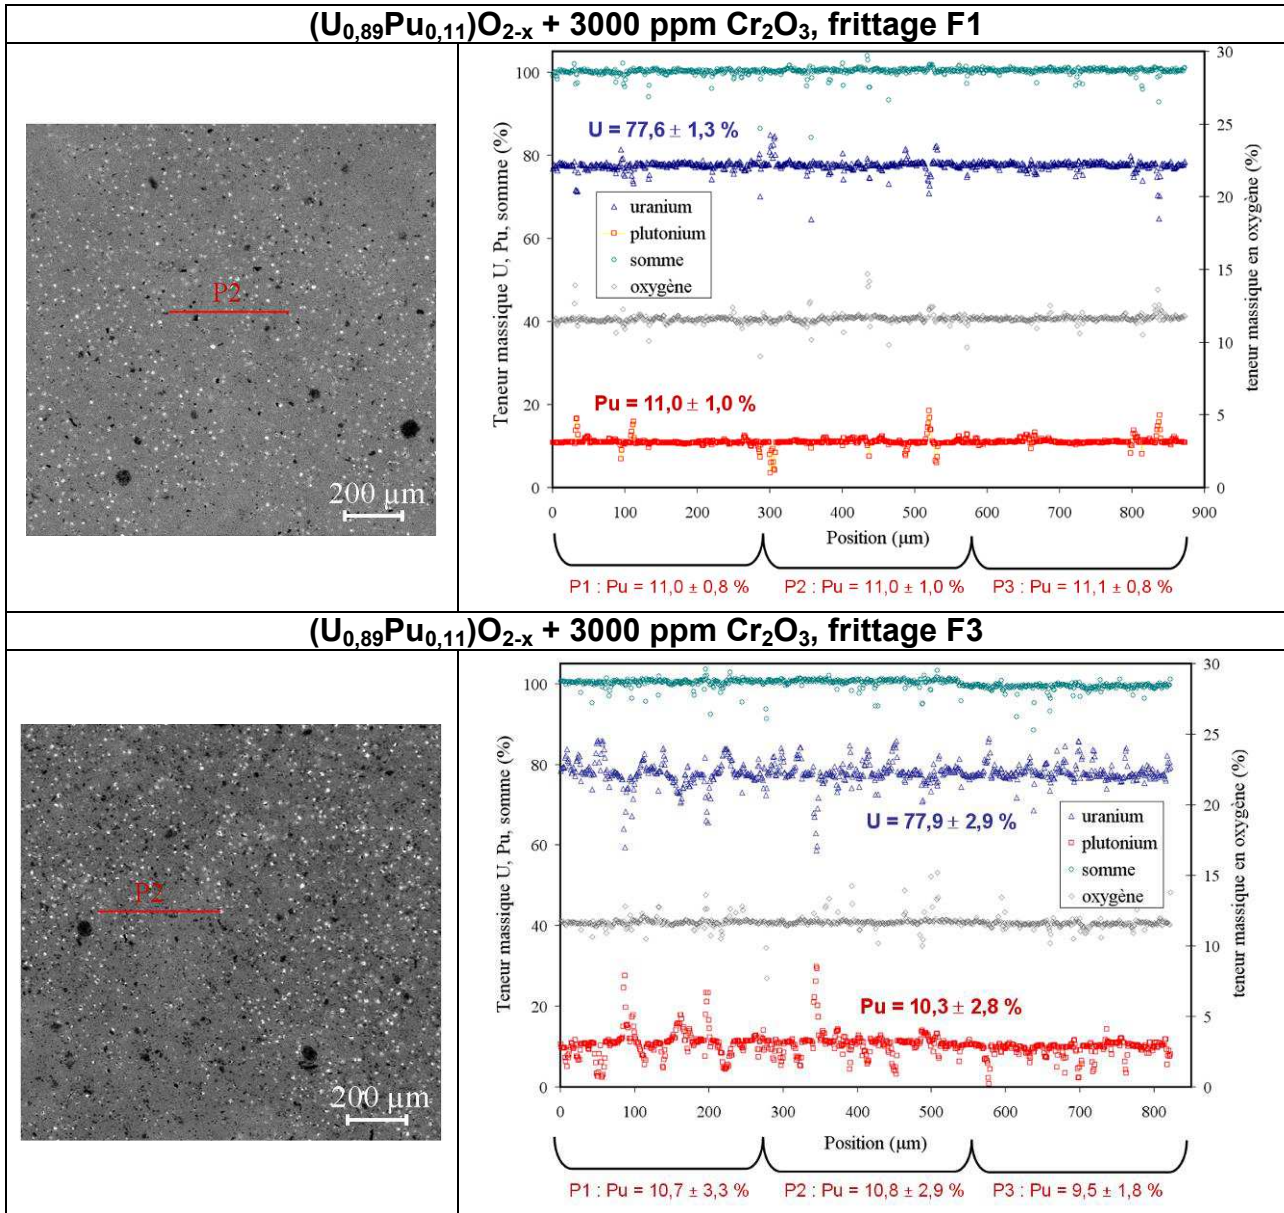 (U0,89Pu0,11)O2-x + 3000 ppm Cr2O3, frittage F1
P2
200 µm
Teneur massique U, Pu, somme (%)
100
80
60
40
20
0
U = 77,6 ± 1,3 %
uranium
plutonium
somme
oxygène
Pu = 11,0 ± 1,0 %
30
25
20
15
10
5
0
teneur massique en oxygène (%)
0 100 200 300 400 500 600 700 800 900
Position (µm)
P1 : Pu = 11,0 ± 0,8 % P2 : Pu = 11,0 ± 1,0 % P3 : Pu = 11,1 ± 0,8 %
(U0,89Pu0,11)O2-x + 3000 ppm Cr2O3, frittage F3
P2
200 µm
Teneur massique U, Pu, somme (%)
100
80
60
40
20
0
U = 77,9 ± 2,9 %
uranium
plutonium
somme
oxygène
Pu = 10,3 ± 2,8 %
30
25
20
15
10
5
0
teneur massique en oxygène (%)
0 100 200 300 400 500 600 700 800
Position (µm)
P1 : Pu = 10,7 ± 3,3 % P2 : Pu = 10,8 ± 2,9 % P3 : Pu = 9,5 ± 1,8 %